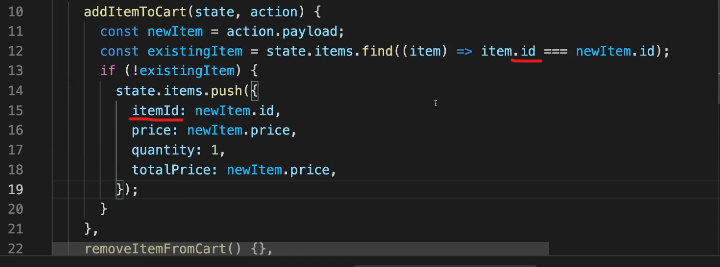 10 addItemToCart(state, action) {
11 const newItem = action.payload;
12 const existingItem = state.items.find((item) => item.id === newItem.id);
13 if (!existingItem) {
14 state.items.push({
15 itemId: newItem.id,
16 price: newItem.price,
17 quantity: 1,
18 totalPrice: newItem.price,
19 });
20 }
21 },
22 removeItemFromCart() {},